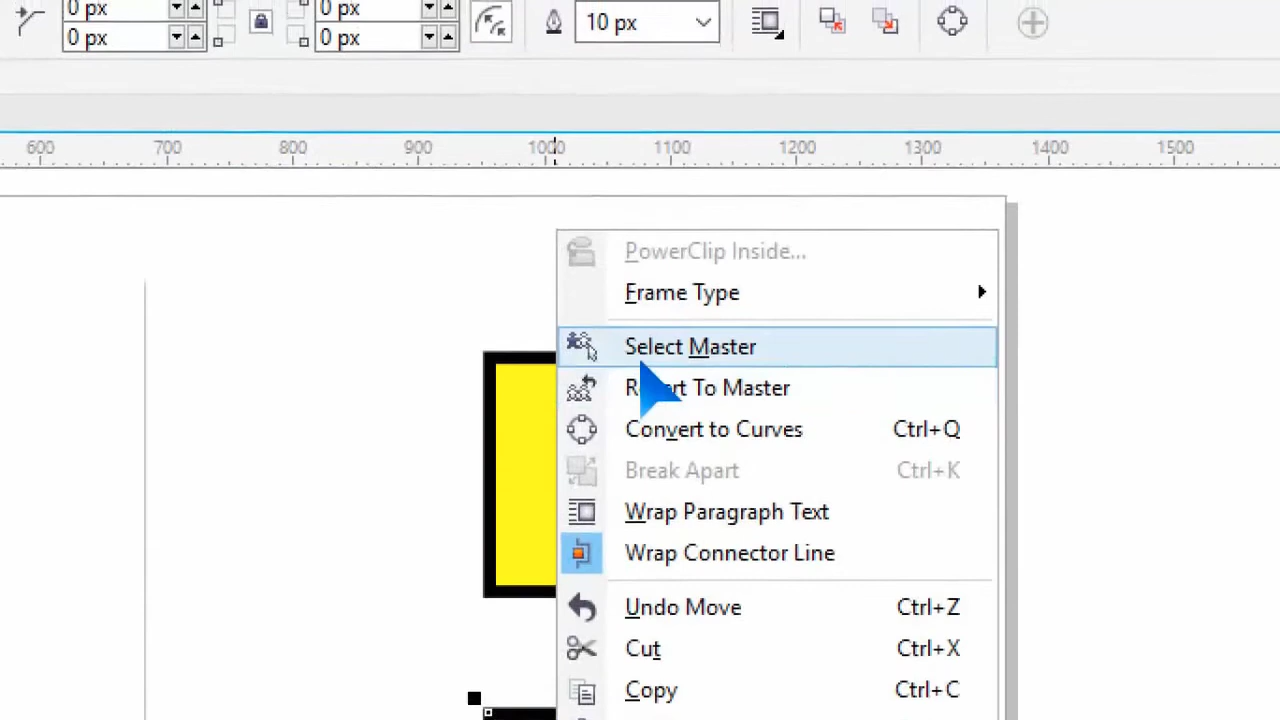 0 px 0 px
10 px
0 px 0 px
600 700 800 900 1000 1100 1200 1300 1400 1500
PowerClip Inside...
Frame Type
Select Master
Revert To Master
Convert to Curves Ctrl+Q
Break Apart Ctrl+K
Wrap Paragraph Text
Wrap Connector Line
Undo Move Ctrl+Z
Cut Ctrl+X
Copy Ctrl+C